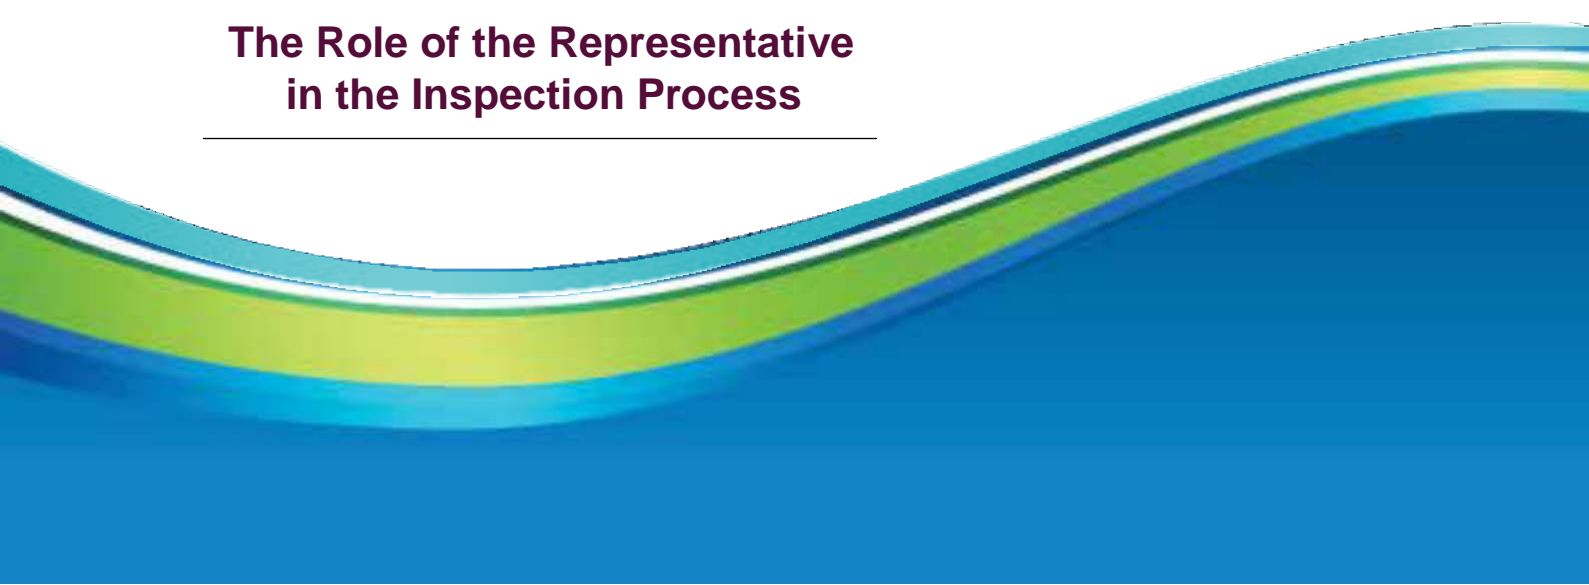 The Role of the Representative
in the Inspection Process